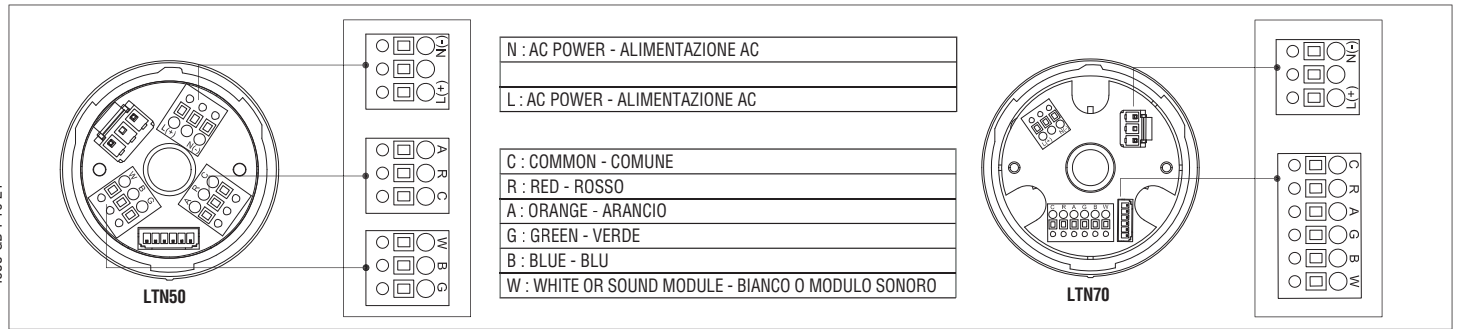 (-)N
L(+)
A
R
C
W
B
G
L(+)
N(-)
W
B
G
C
R
A
LTN50
N : AC POWER - ALIMENTAZIONE AC
L : AC POWER - ALIMENTAZIONE AC
C : COMMON - COMUNE
R : RED - ROSSO
A : ORANGE - ARANCIO
G : GREEN - VERDE
B : BLUE - BLU
W : WHITE OR SOUND MODULE - BIANCO O MODULO SONORO
C R A G B W
LTN70
(-)N
L(+)
C
R
A
G
B
W